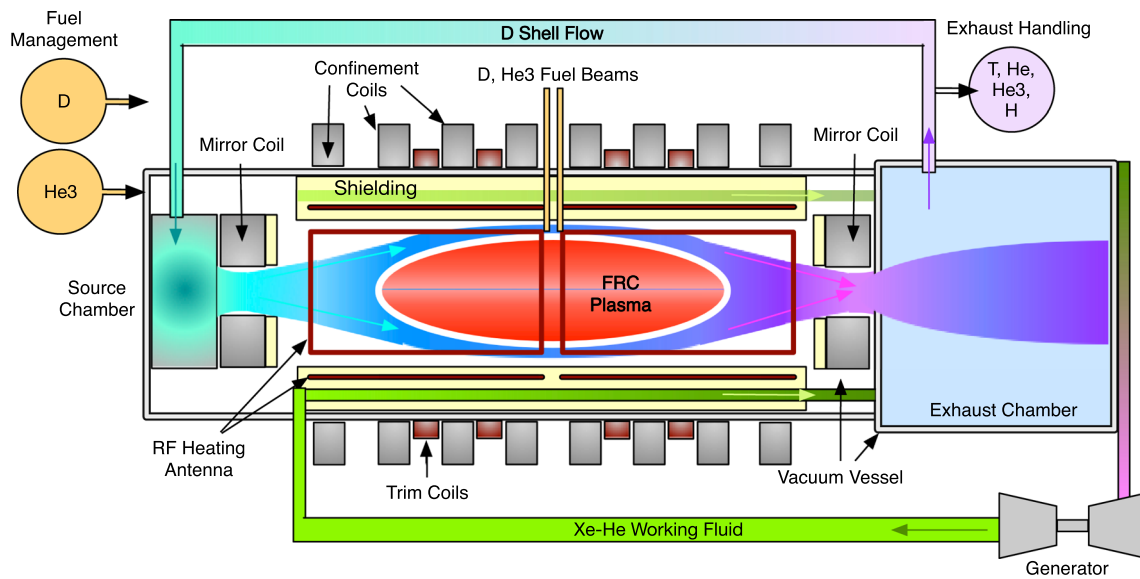 Fuel
Management
D Shell Flow
Exhaust Handling
D
T, He,
He3,
H
Confinement
Coils
D, He3 Fuel Beams
Mirror Coil
Mirror Coil
He3
Shielding
Source
Chamber
FRC
Plasma
Exhaust Chamber
RF Heating
Antenna
Trim Coils
Vacuum Vessel
Xe-He Working Fluid
Generator